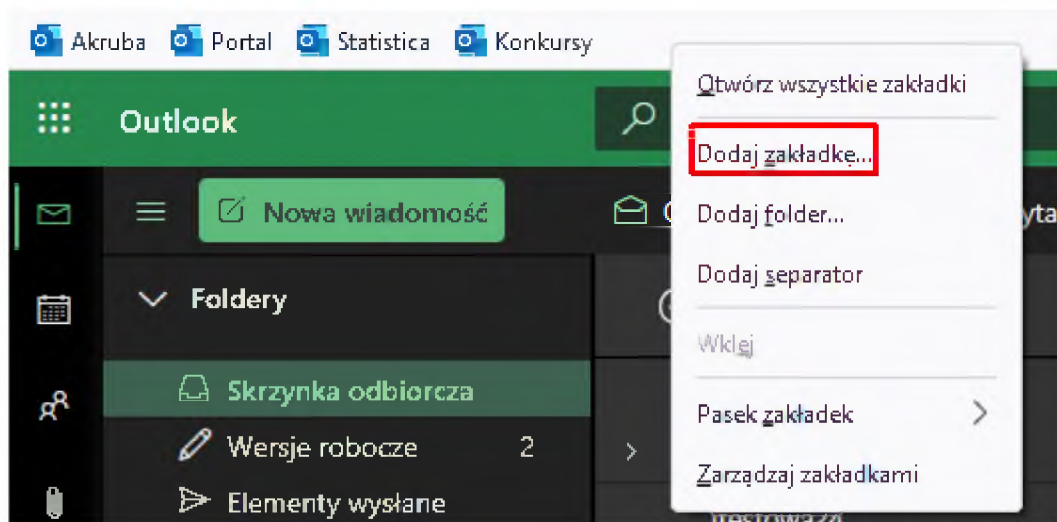 Akruba Portal Statistica Konkursy
Otwórz wszystkie zakładki
Outlook
Dodaj zakładkę...
Nowa wiadomość
Dodaj folder...
Dodaj separator
Foldery
Wklej
Skrzynka odbiorcza
Pasek zakładek
Wersje robocze 2
Zarządzaj zakładkami
Elementy wysłane